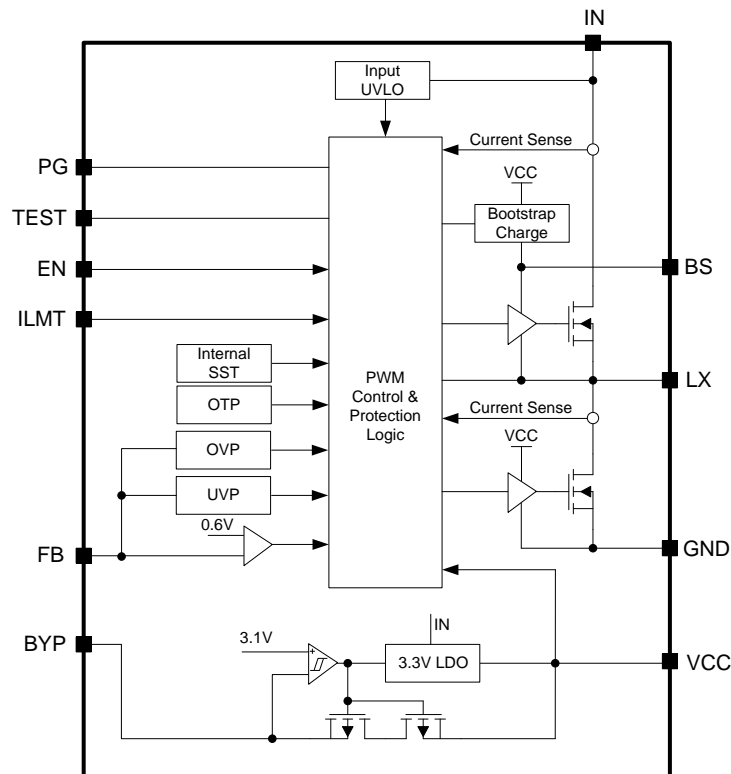 IN
Input
UVLO
Current Sense
PG
VCC
TEST
Bootstrap
Charge
EN
BS
ILMT
Internal
SST
PWM
Control &
Protection
Logic
LX
OTP
Current Sense
OVP
VCC
UVP
0.6V
FB
GND
BYP
3.1V
+
-
IN
3.3V LDO
VCC